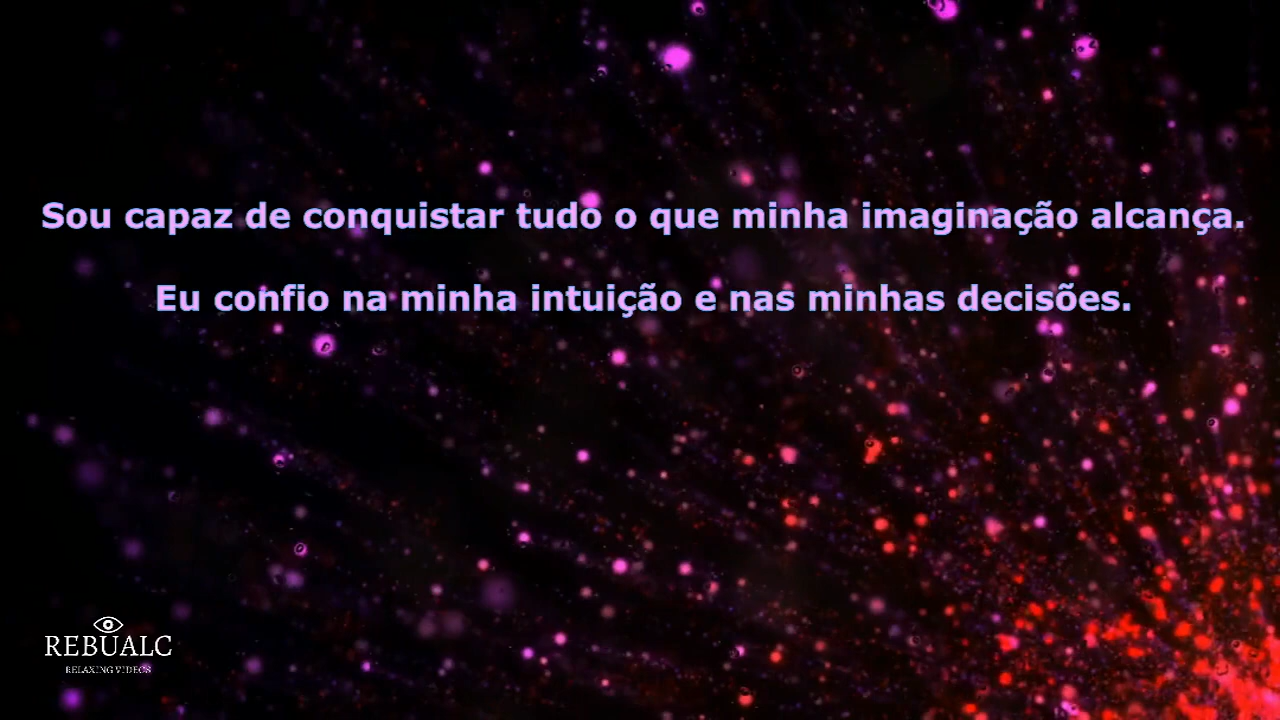 Sou capaz de conquistar tudo o que minha imaginação alcança.
Eu confio na minha intuição e nas minhas decisões.
REBUALC
RELAXING VIDEOS